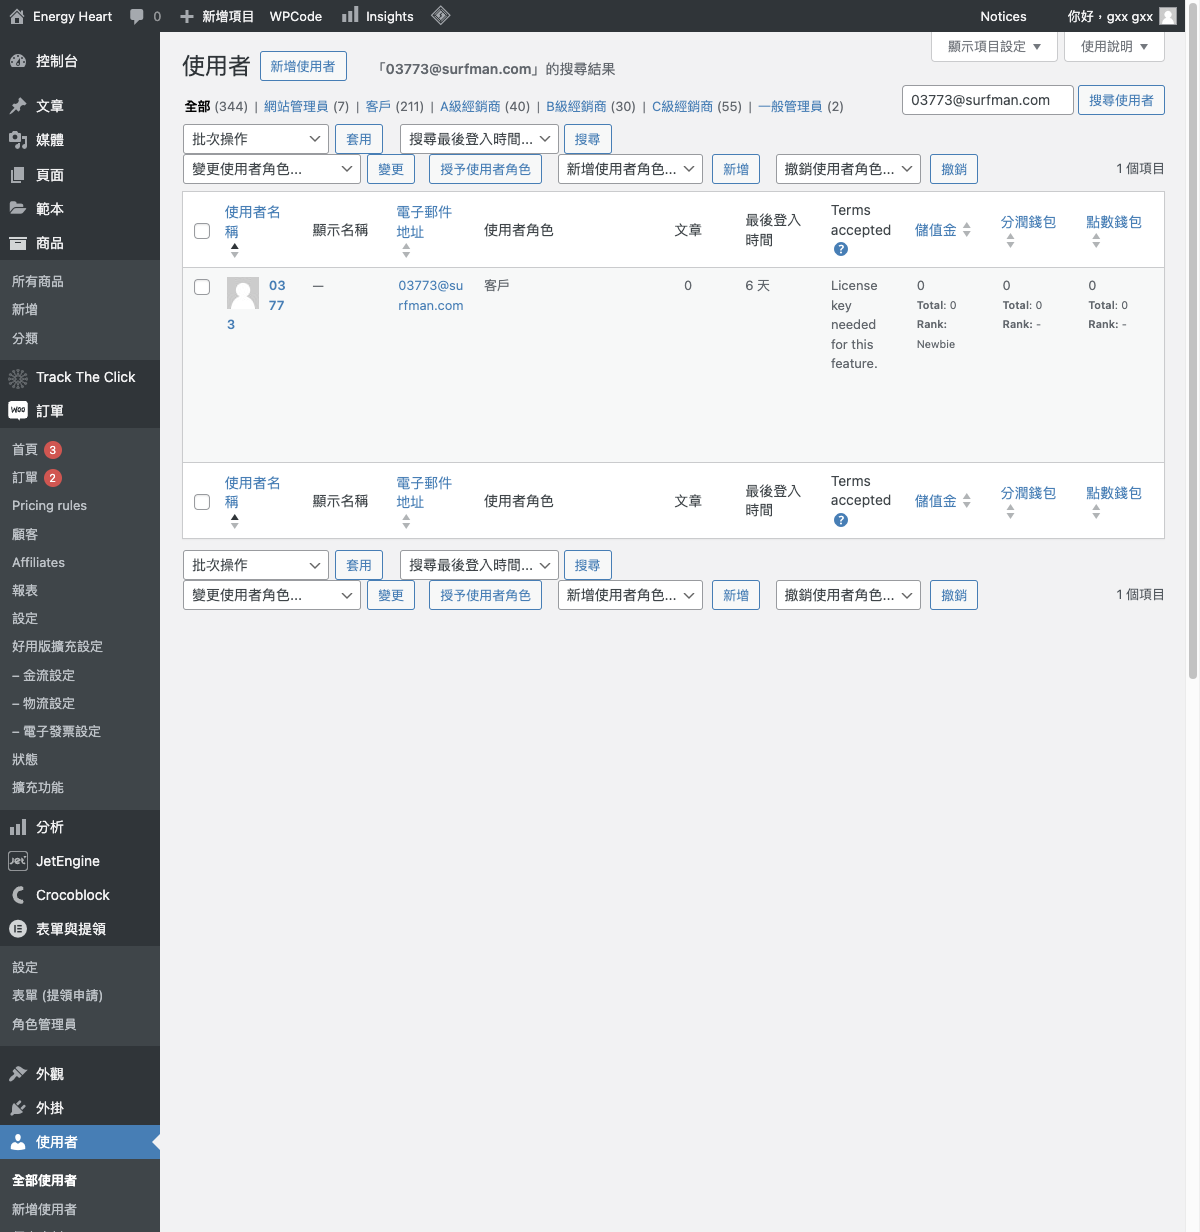 Energy Heart 0 新增項目 WPCode Insights Notices 你好，gxx gxx
控制台
文章
媒體
頁面
範本
商品
所有商品
新增
分類
Track The Click
訂單
首頁 3
訂單 2
Pricing rules
顧客
Affiliates
報表
設定
好用版擴充設定
– 金流設定
– 物流設定
– 電子發票設定
狀態
擴充功能
分析
JetEngine
Crocoblock
表單與提領
設定
表單 (提領申請)
角色管理員
外觀
外掛
使用者
全部使用者
新增使用者
顯示項目設定 使用說明
使用者 新增使用者 「03773@surfman.com」的搜尋結果
全部 (344) | 網站管理員 (7) | 客戶 (211) | A級經銷商 (40) | B級經銷商 (30) | C級經銷商 (55) | 一般管理員 (2)
03773@surfman.com 搜尋使用者
批次操作 套用 搜尋最後登入時間... 搜尋
變更使用者角色... 變更 授予使用者角色 新增使用者角色... 新增 撤銷使用者角色... 撤銷 1 個項目
使用者名稱 顯示名稱 電子郵件地址 使用者角色 文章 最後登入時間 Terms accepted ? 儲值金 分潤錢包 點數錢包
03773 — 03773@surfman.com 客戶 0 6 天 License key needed for this feature.
0 Total: 0 Rank: Newbie
0 Total: 0 Rank: -
0 Total: 0 Rank: -
使用者名稱 顯示名稱 電子郵件地址 使用者角色 文章 最後登入時間 Terms accepted ? 儲值金 分潤錢包 點數錢包
批次操作 套用 搜尋最後登入時間... 搜尋
變更使用者角色... 變更 授予使用者角色 新增使用者角色... 新增 撤銷使用者角色... 撤銷 1 個項目